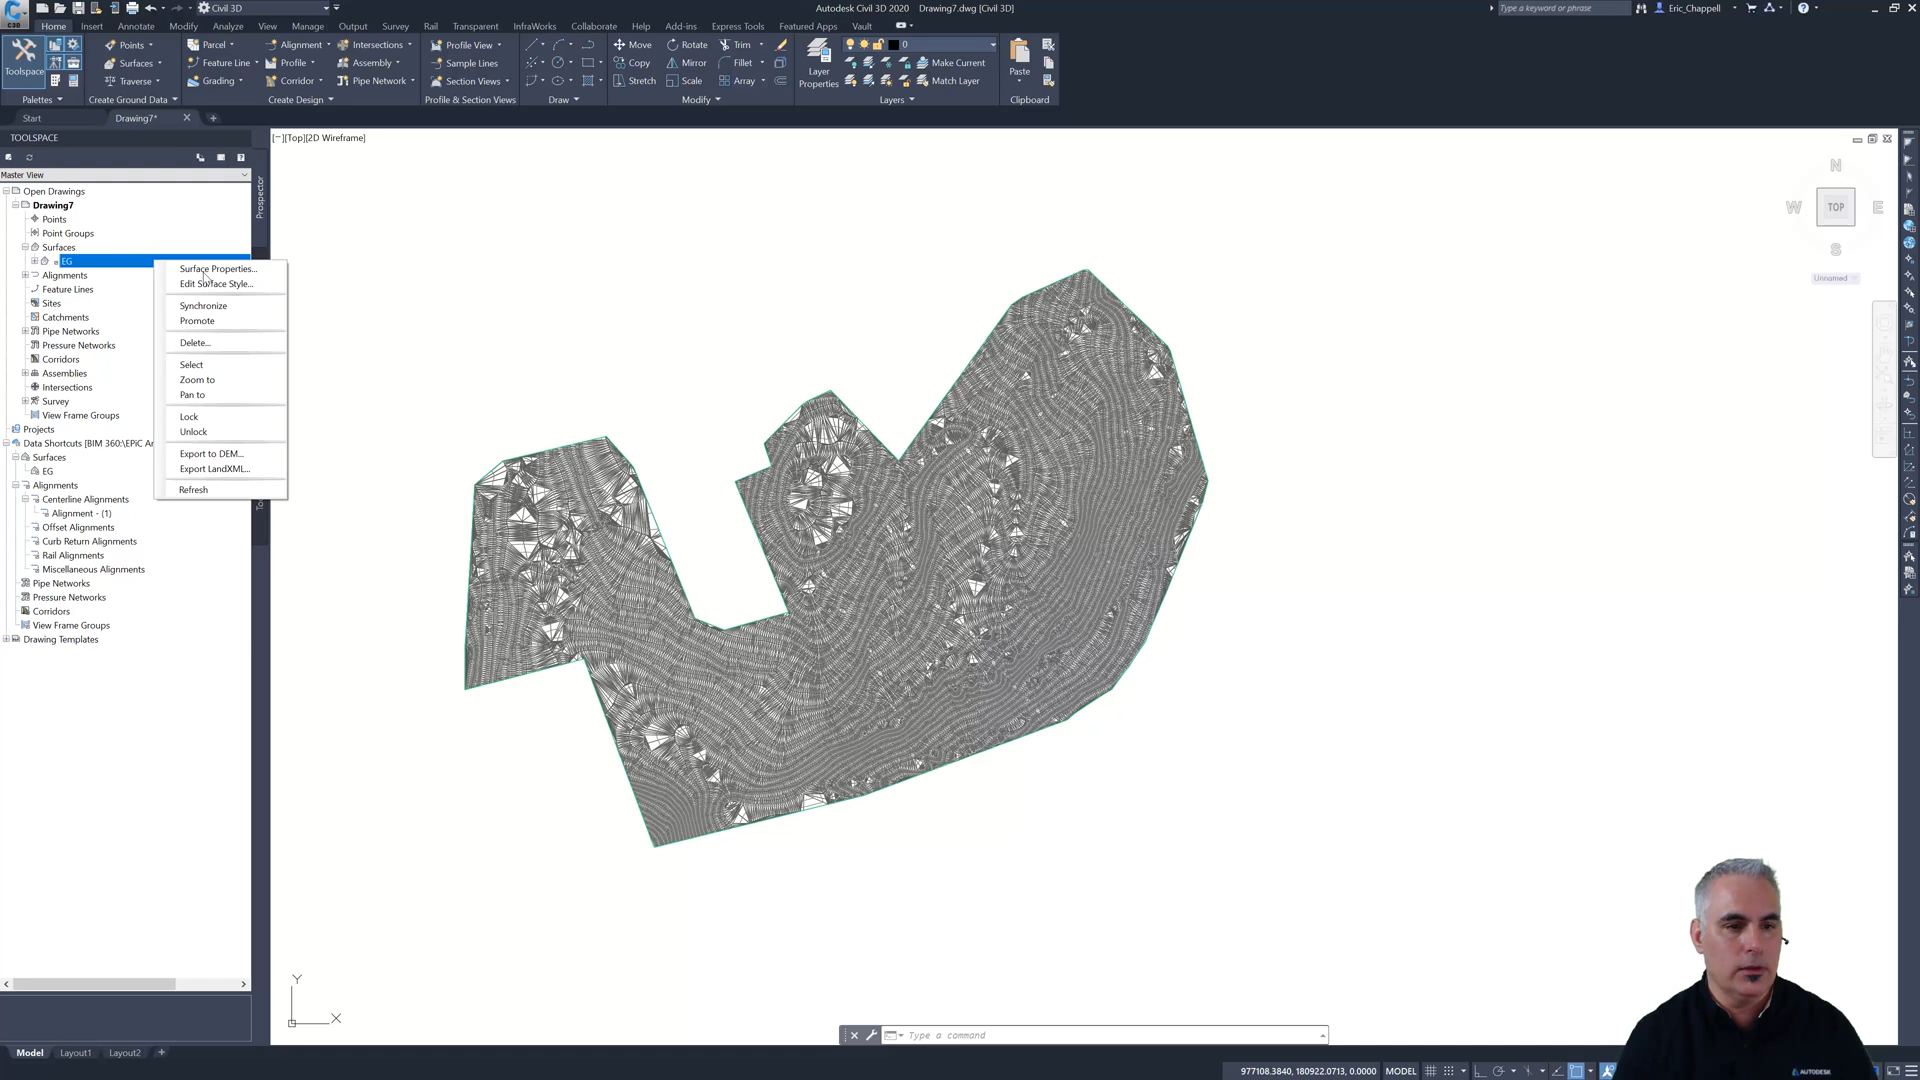 C3D
Civil 3D
Autodesk Civil 3D 2020 Drawing7.dwg [Civil 3D]
Type a keyword or phrase
Eric_Chappell
Home Insert Annotate Modify Analyze View Manage Output Survey Rail Transparent InfraWorks Collaborate Help Add-ins Express Tools Featured Apps Vault
Points Parcel Alignment Intersections Profile View Move Rotate Trim 0
Toolspace Surfaces Feature Line Profile Assembly Sample Lines Copy Mirror Fillet Layer Properties Make Current Paste
Traverse Grading Corridor Pipe Network Section Views Stretch Scale Array Match Layer
Palettes Create Ground Data Create Design Profile & Section Views Draw Modify Layers Clipboard
Start Drawing7*
TOOLSPACE
[−][Top][2D Wireframe]
Master View
Prospector
Open Drawings
Drawing7
Points
Point Groups
Surfaces
EG
Alignments
Feature Lines
Sites
Catchments
Pipe Networks
Pressure Networks
Corridors
Assemblies
Intersections
Survey
View Frame Groups
Projects
Data Shortcuts [BIM 360:\EPiC Ar
Surfaces
EG
Alignments
Centerline Alignments
Alignment - (1)
Offset Alignments
Curb Return Alignments
Rail Alignments
Miscellaneous Alignments
Pipe Networks
Pressure Networks
Corridors
View Frame Groups
Drawing Templates
Surface Properties...
Edit Surface Style...
Synchronize
Promote
Delete...
Select
Zoom to
Pan to
Lock
Unlock
Export to DEM...
Export LandXML...
Refresh
N
W TOP E
S
Unnamed
Y
X
Type a command
Model Layout1 Layout2
977108.3840, 180922.0713, 0.0000 MODEL
AUTODESK